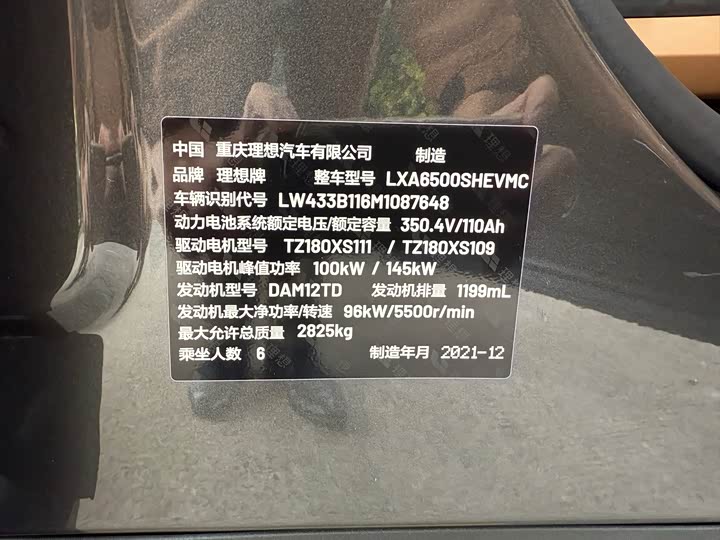 中国 重庆理想汽车有限公司 制造
品牌 理想牌 整车型号 LXA6500SHEVMC
车辆识别代号 LW433B116M1087648
动力电池系统额定电压/额定容量 350.4V/110Ah
驱动电机型号 TZ180XS111 / TZ180XS109
驱动电机峰值功率 100kW / 145kW
发动机型号 DAM12TD 发动机排量 1199mL
发动机最大净功率/转速 96kW/5500r/min
最大允许总质量 2825kg
乘坐人数 6 制造年月 2021-12